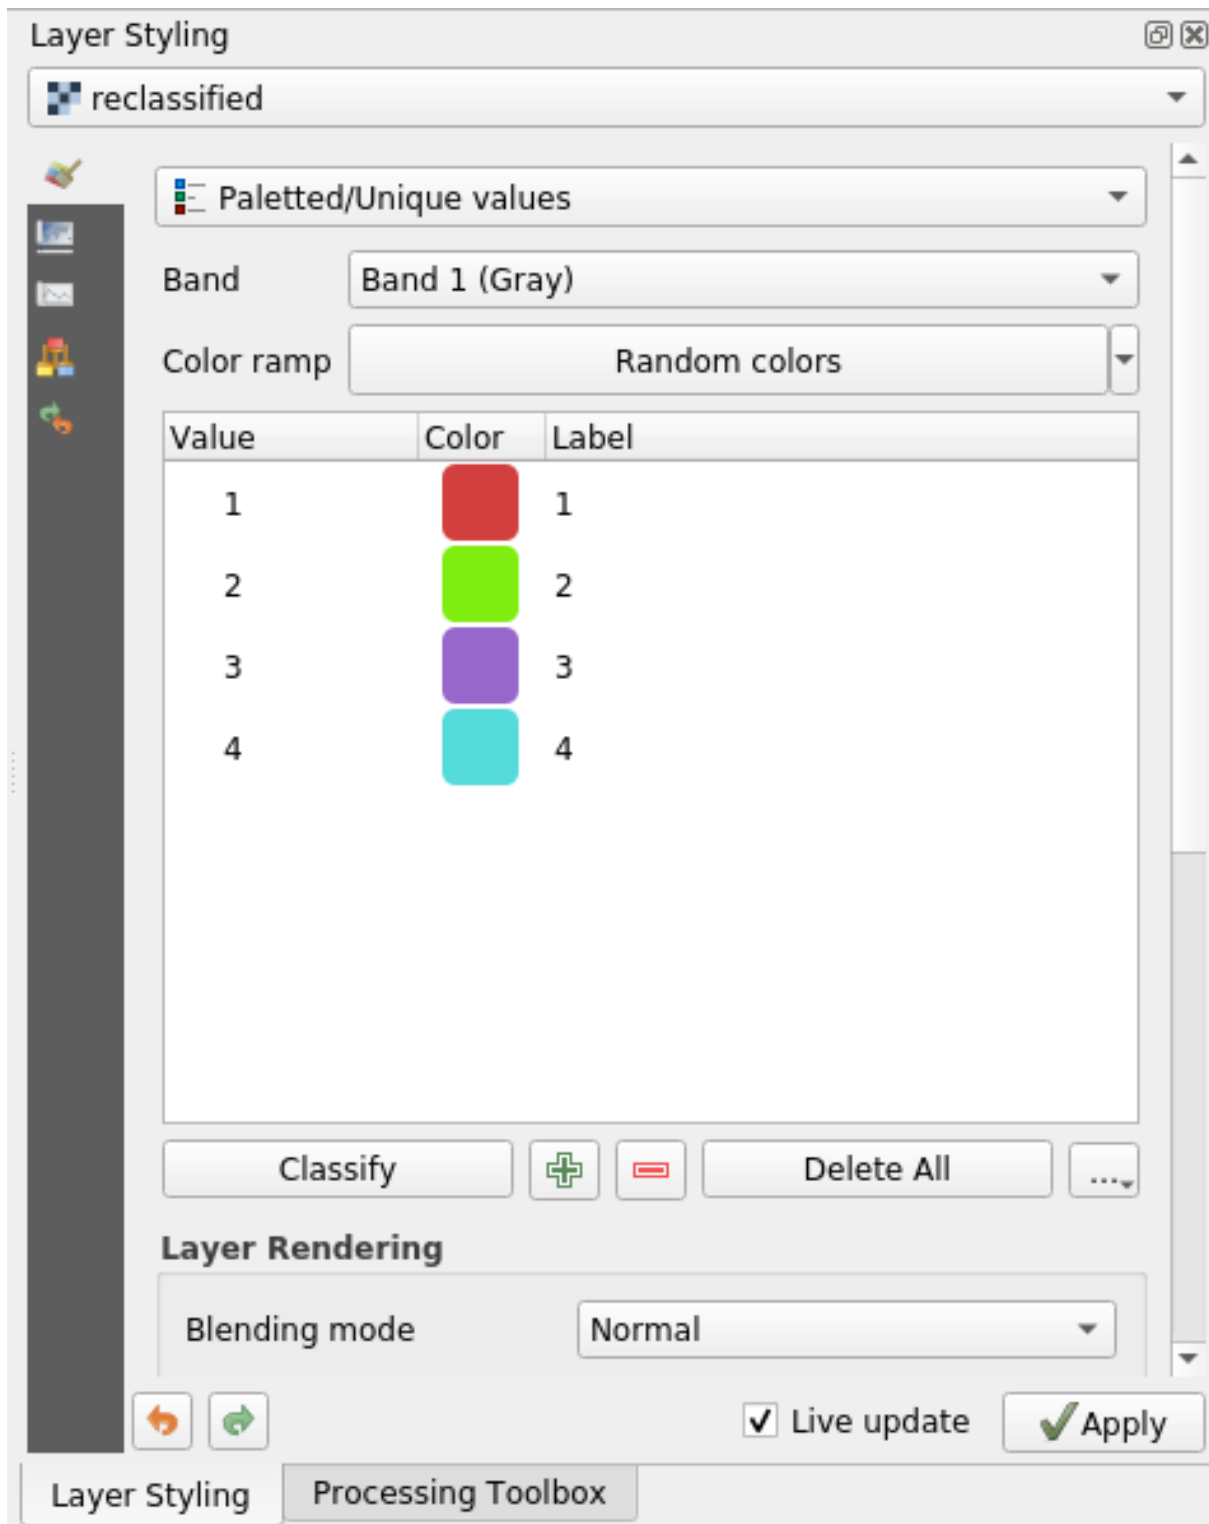 Layer Styling
reclassified
Paletted/Unique values
Band Band 1 (Gray)
Color ramp Random colors
Value Color Label
1 1
2 2
3 3
4 4
Classify Delete All ...
Layer Rendering
Blending mode Normal
Live update Apply
Layer Styling Processing Toolbox